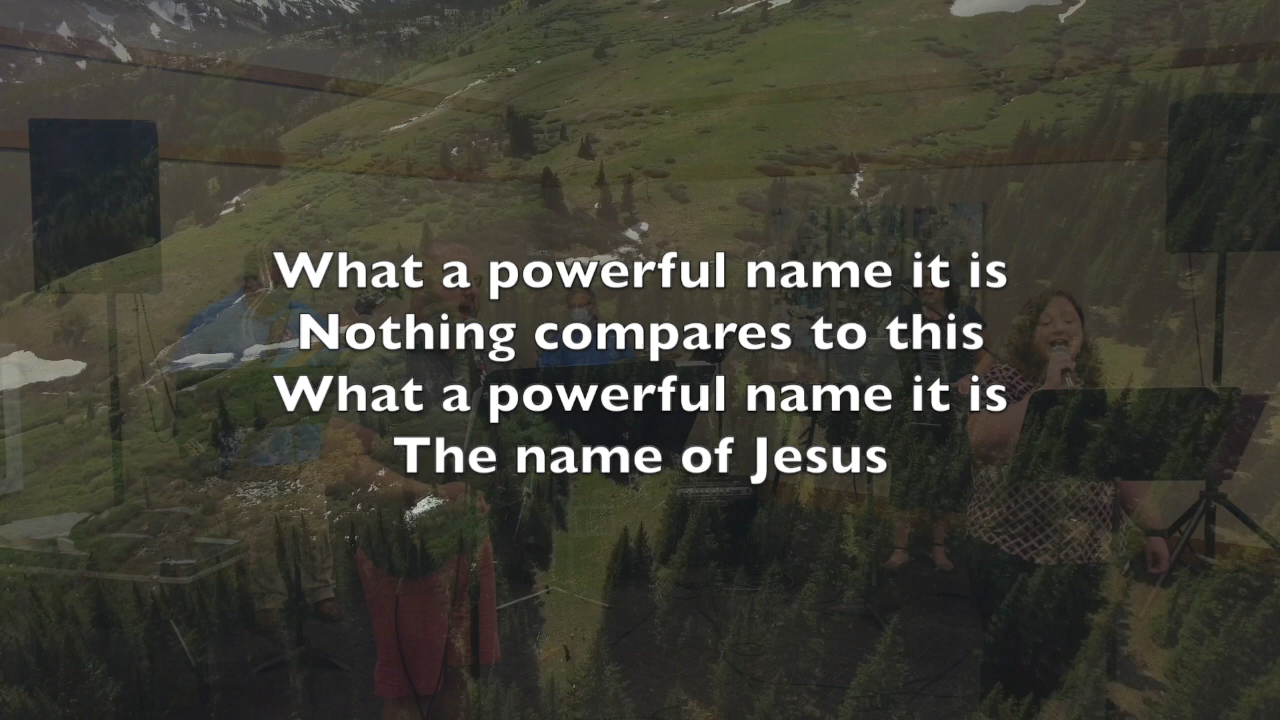 What a powerful name it is
Nothing compares to this
What a powerful name it is
The name of Jesus